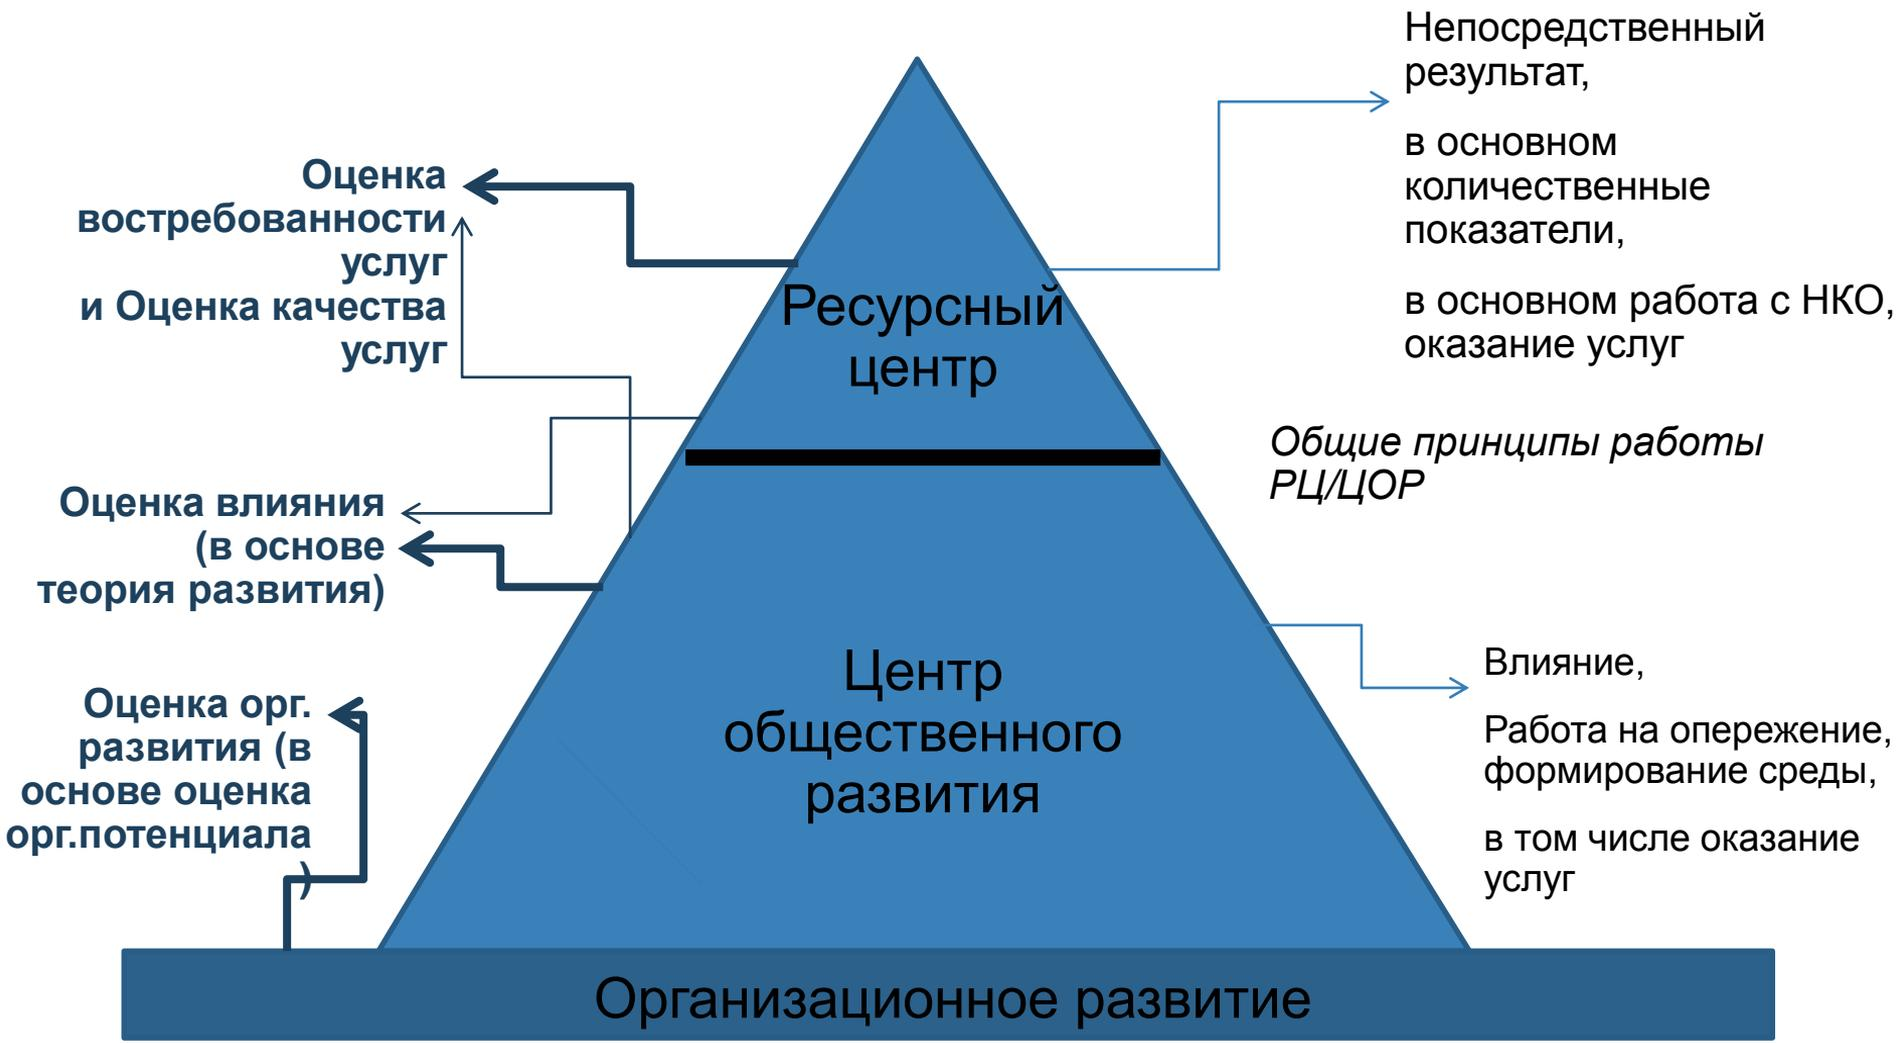 Оценка
востребованности
услуг
и Оценка качества
услуг
Оценка влияния
(в основе
теория развития)
Оценка орг.
развития (в
основе оценка
орг.потенциала
)
Ресурсный
центр
Центр
общественного
развития
Организационное развитие
Непосредственный
результат,
в основном
количественные
показатели,
в основном работа с НКО,
оказание услуг
Общие принципы работы
РЦ/ЦОР
Влияние,
Работа на опережение,
формирование среды,
в том числе оказание
услуг